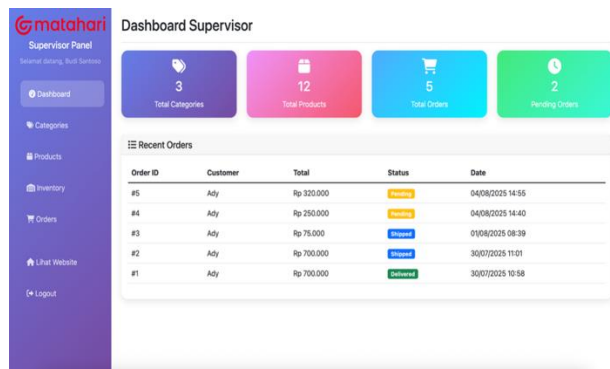 matahari
Supervisor Panel
Selamat datang, Budi Santoso
Dashboard
Categories
Products
Inventory
Orders
Lihat Website
Logout
Dashboard Supervisor
3
Total Categories
12
Total Products
5
Total Orders
2
Pending Orders
Recent Orders
Order ID Customer Total Status Date
#5 Ady Rp 320.000 Pending 04/08/2025 14:55
#4 Ady Rp 250.000 Pending 04/08/2025 14:40
#3 Ady Rp 75.000 Shipped 01/08/2025 08:39
#2 Ady Rp 700.000 Shipped 30/07/2025 11:01
#1 Ady Rp 700.000 Delivered 30/07/2025 10:58